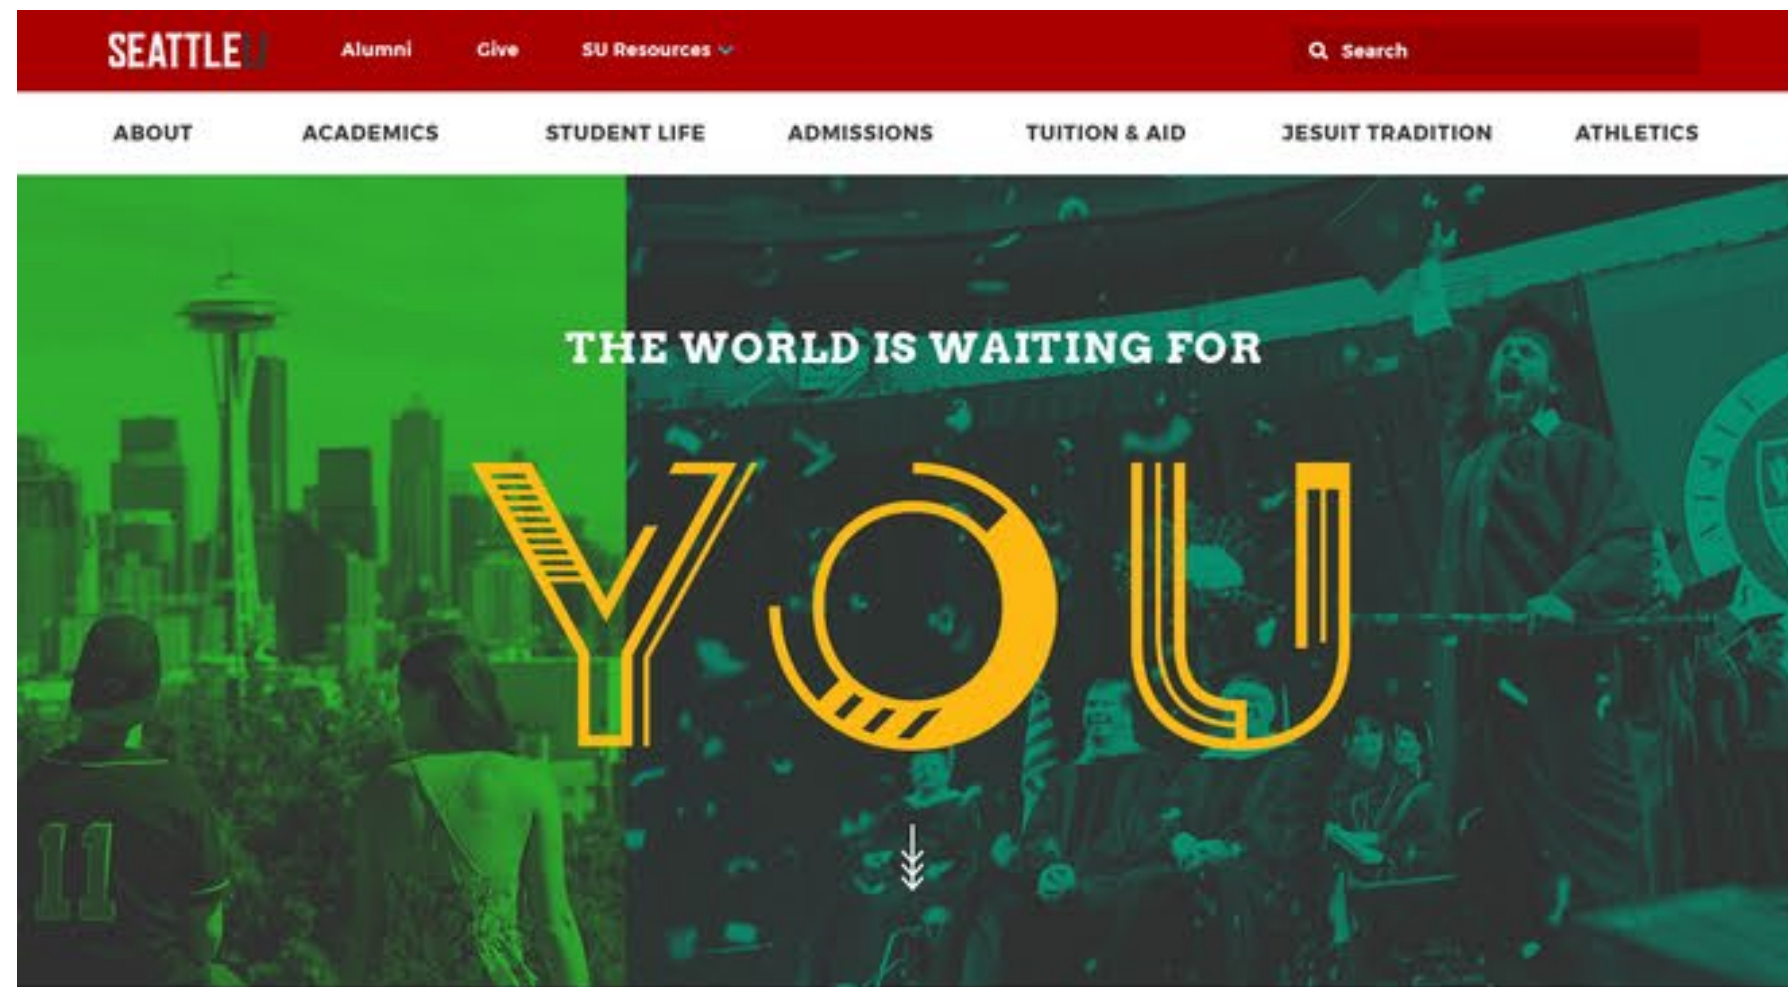 SEATTLEU Alumni Give SU Resources Search
ABOUT ACADEMICS STUDENT LIFE ADMISSIONS TUITION & AID JESUIT TRADITION ATHLETICS
THE WORLD IS WAITING FOR
YOU
11